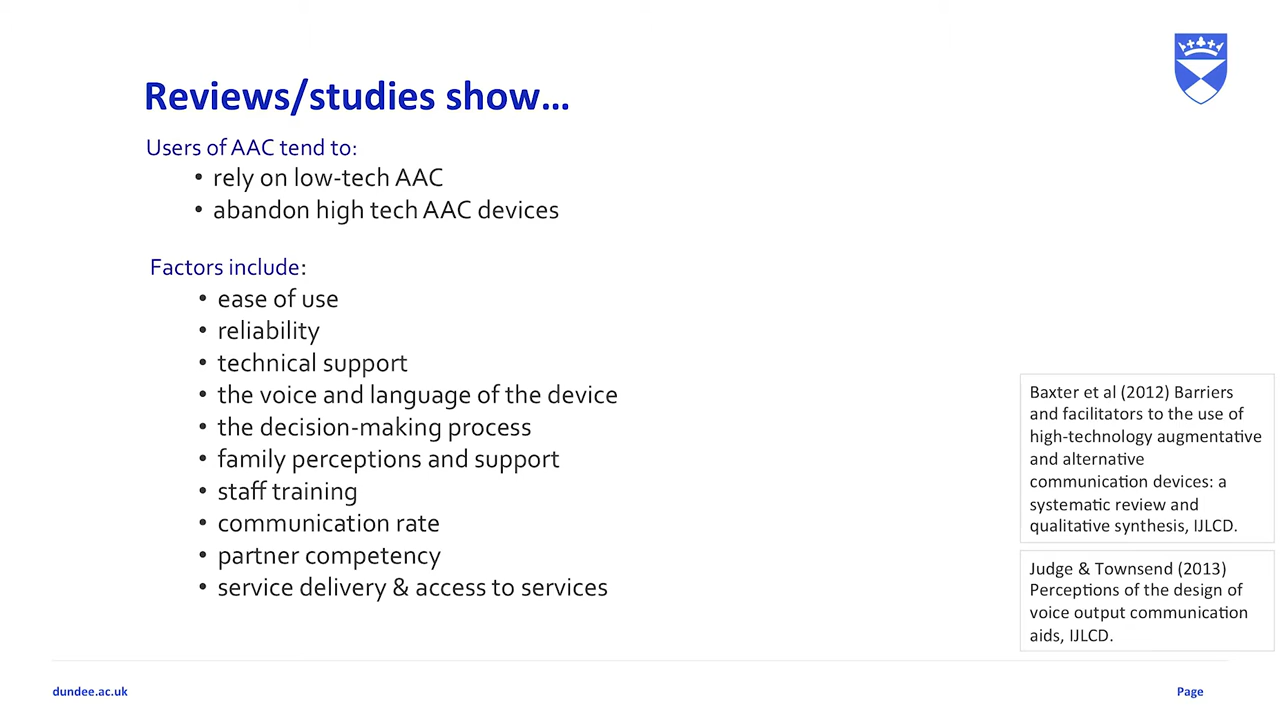 Reviews/studies show…
Users of AAC tend to:
• rely on low-tech AAC
• abandon high tech AAC devices
Factors include:
• ease of use
• reliability
• technical support
• the voice and language of the device
• the decision-making process
• family perceptions and support
• staff training
• communication rate
• partner competency
• service delivery & access to services
Baxter et al (2012) Barriers
and facilitators to the use of
high-technology augmentative
and alternative
communication devices: a
systematic review and
qualitative synthesis, IJLCD.
Judge & Townsend (2013)
Perceptions of the design of
voice output communication
aids, IJLCD.
dundee.ac.uk
Page